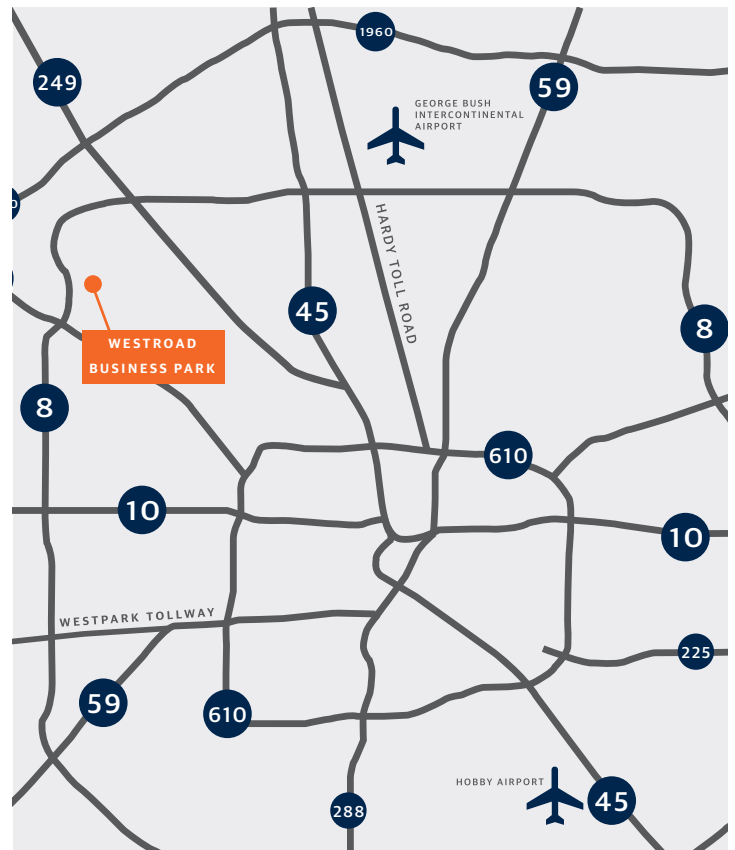 1960
249
59
GEORGE BUSH
INTERCONTINENTAL
AIRPORT
HARDY TOLL ROAD
45
8
WESTROAD
BUSINESS PARK
8
610
10
10
WESTPARK TOLLWAY
225
59
610
HOBBY AIRPORT
45
288